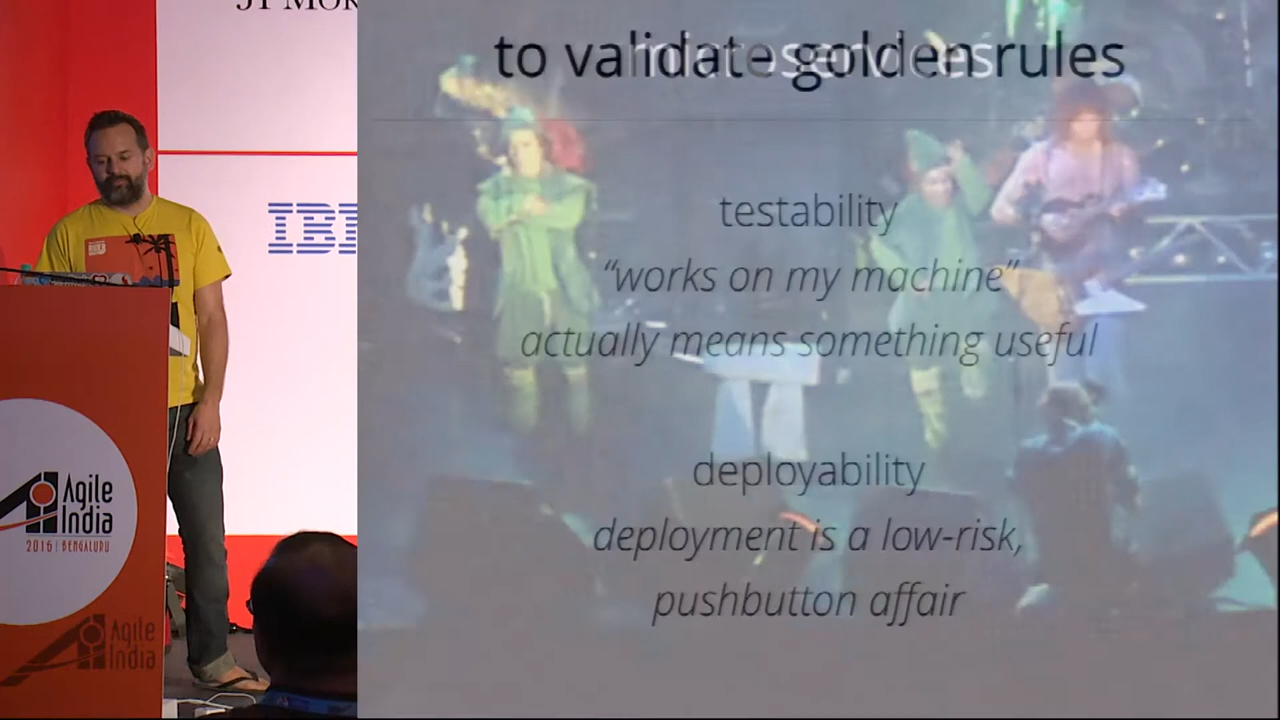 to validate golden rules
IBM
testability
“works on my machine”
actually means something useful
deployability
deployment is a low-risk,
pushbutton affair
Agile
India
2016 | BENGALURU
Agile
India